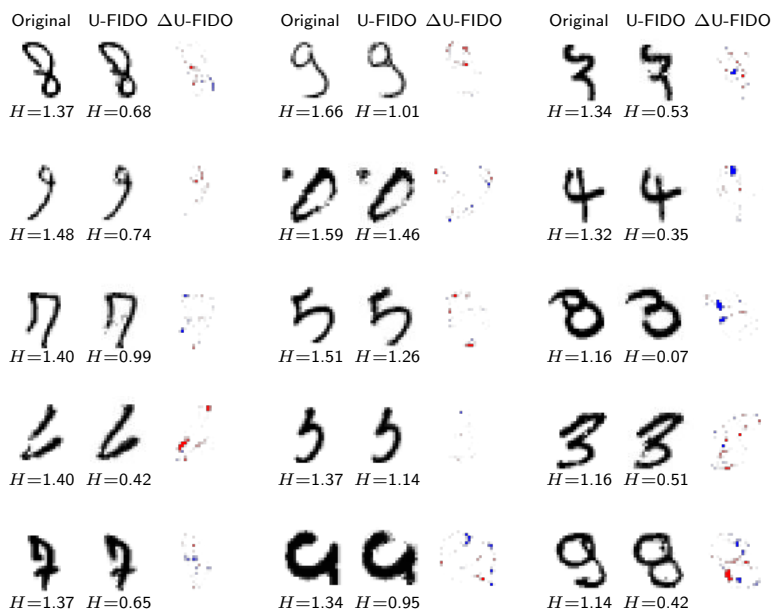 Original U-FIDO ΔU-FIDO Original U-FIDO ΔU-FIDO Original U-FIDO ΔU-FIDO
H=1.37 H=0.68 H=1.66 H=1.01 H=1.34 H=0.53
H=1.48 H=0.74 H=1.59 H=1.46 H=1.32 H=0.35
H=1.40 H=0.99 H=1.51 H=1.26 H=1.16 H=0.07
H=1.40 H=0.42 H=1.37 H=1.14 H=1.16 H=0.51
H=1.37 H=0.65 H=1.34 H=0.95 H=1.14 H=0.42